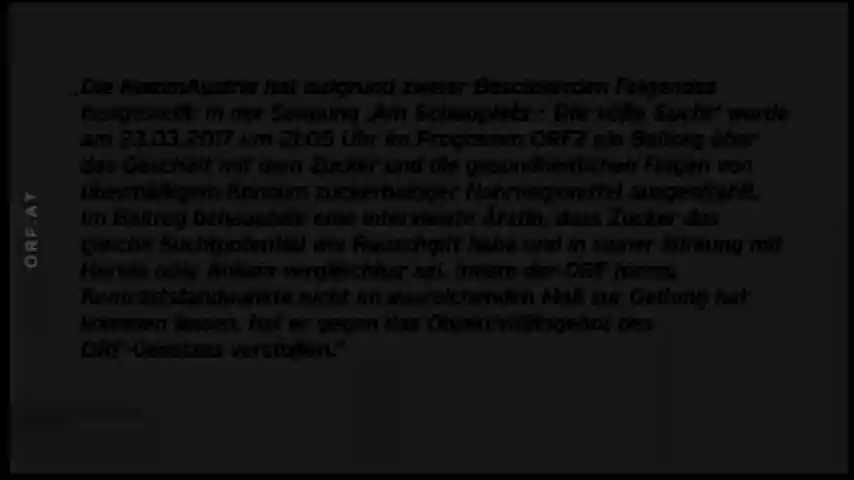 „Die KommAustria hat aufgrund zweier Beschwerden Folgendes
festgestellt: In der Sendung ‚Am Schauplatz - Die süße Sucht‘ wurde
am 23.03.2017 um 21:05 Uhr im Programm ORF2 ein Beitrag über
das Geschäft mit dem Zucker und die gesundheitlichen Folgen von
übermäßigem Konsum zuckerhaltiger Nahrungsmittel ausgestrahlt.
Im Beitrag behauptete eine interviewte Ärztin, dass Zucker das
gleiche Suchtpotential wie Rauschgift habe und in seiner Wirkung mit
Heroin oder Kokain vergleichbar sei. Indem der ORF hierzu
Kontraststandpunkte nicht im ausreichenden Maß zur Geltung hat
kommen lassen, hat er gegen das Objektivitätsgebot des
ORF-Gesetzes verstoßen.“
ORF.AT